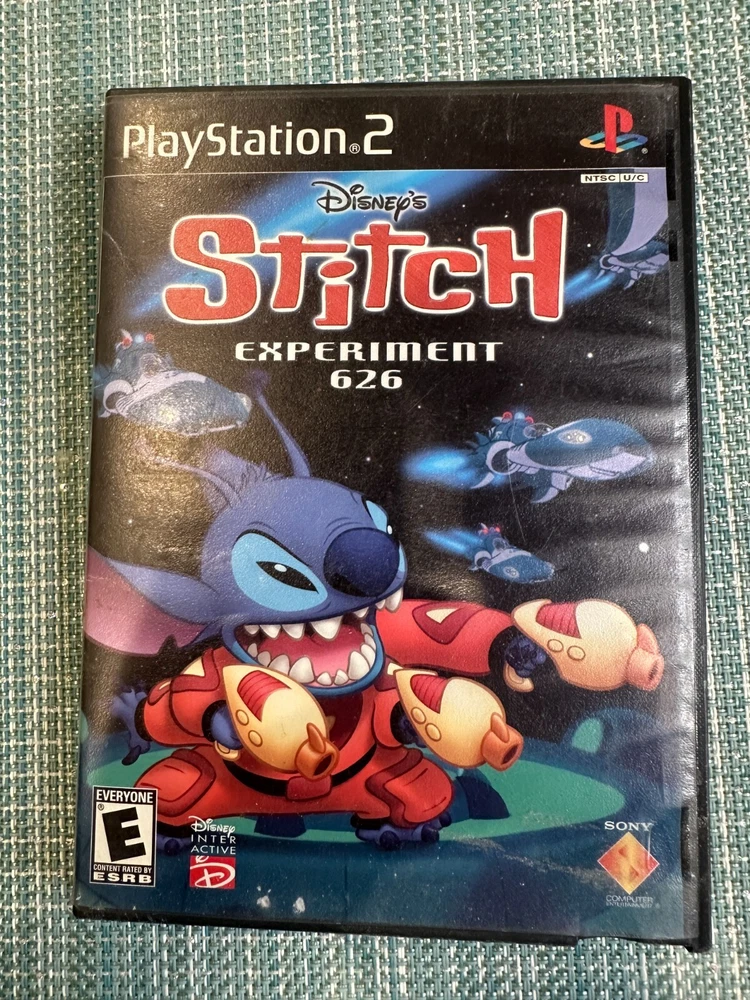 PlayStation®2
NTSC U/C
Disney's
Stitch
EXPERIMENT
626
EVERYONE
E
CONTENT RATED BY
ESRB
Disney
INTER
ACTIVE
D
SONY
COMPUTER
ENTERTAINMENT®